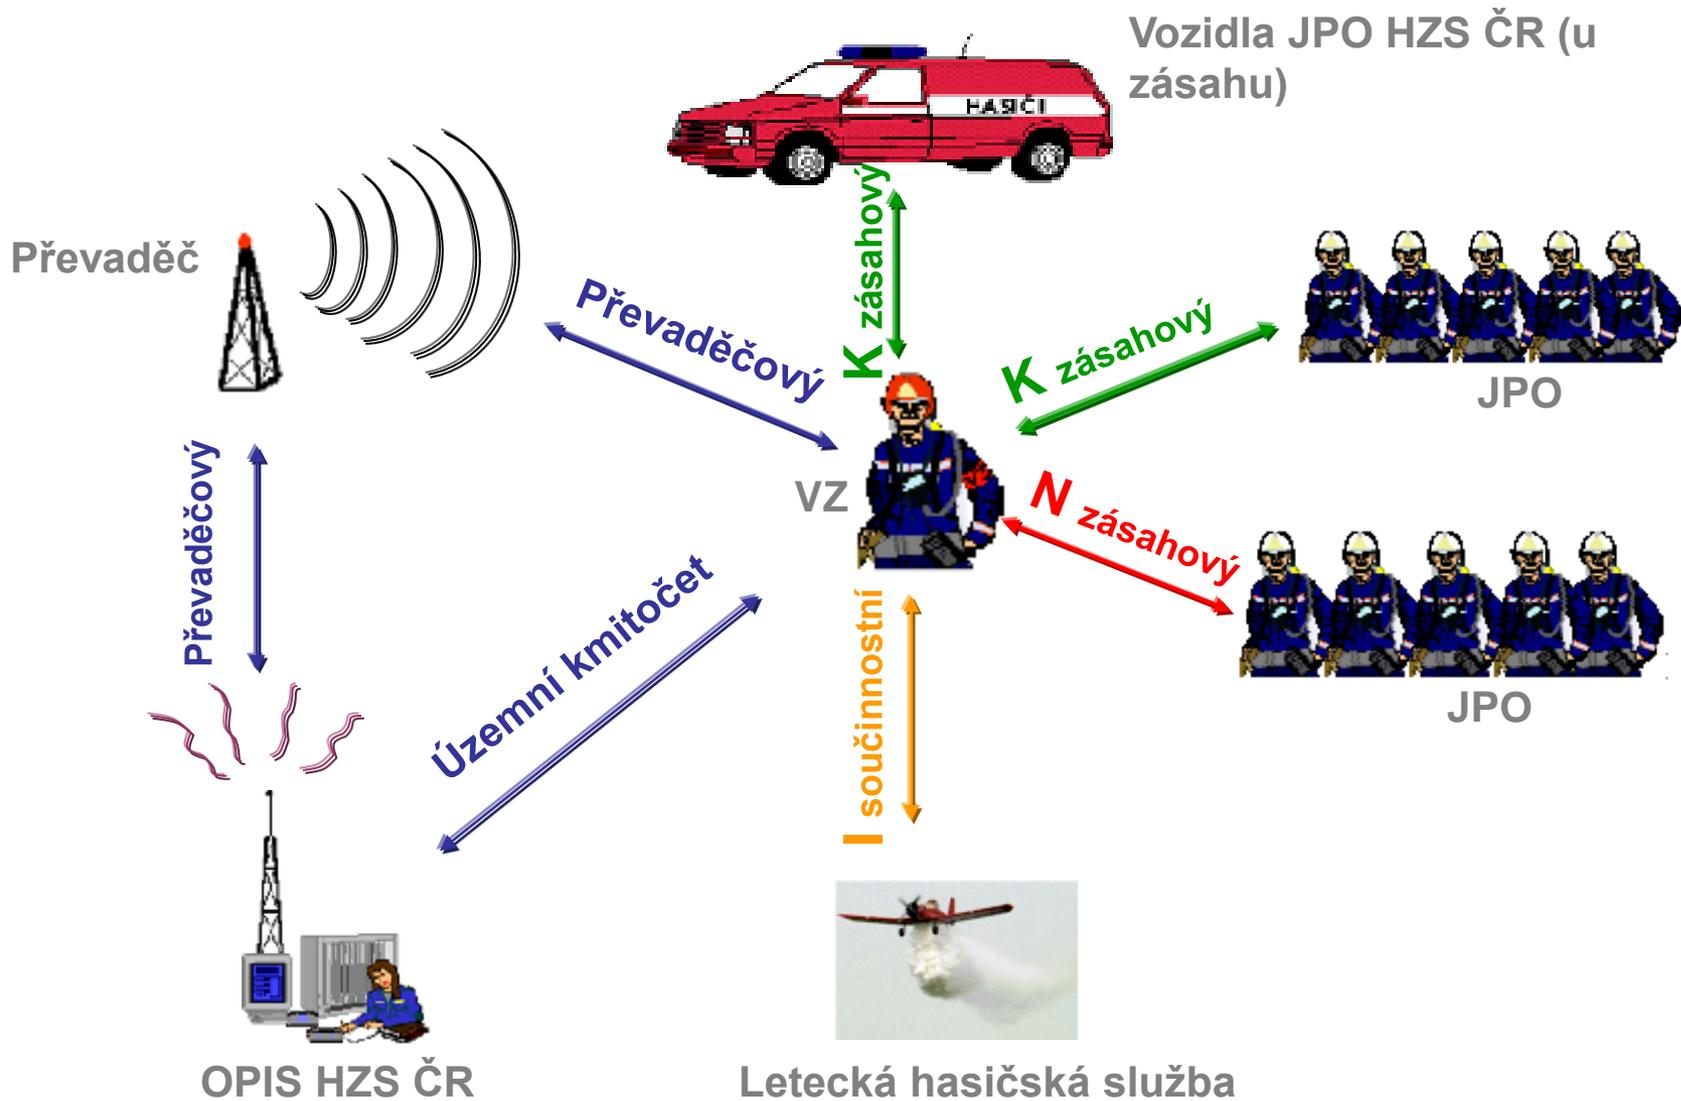 Vozidla JPO HZS ČR (u
zásahu)
HASIČI
Převaděč
Převaděčový
K zásahový
K zásahový
JPO
VZ
N zásahový
JPO
Převaděčový
Územní kmitočet
I součinnostní
OPIS HZS ČR
Letecká hasičská služba